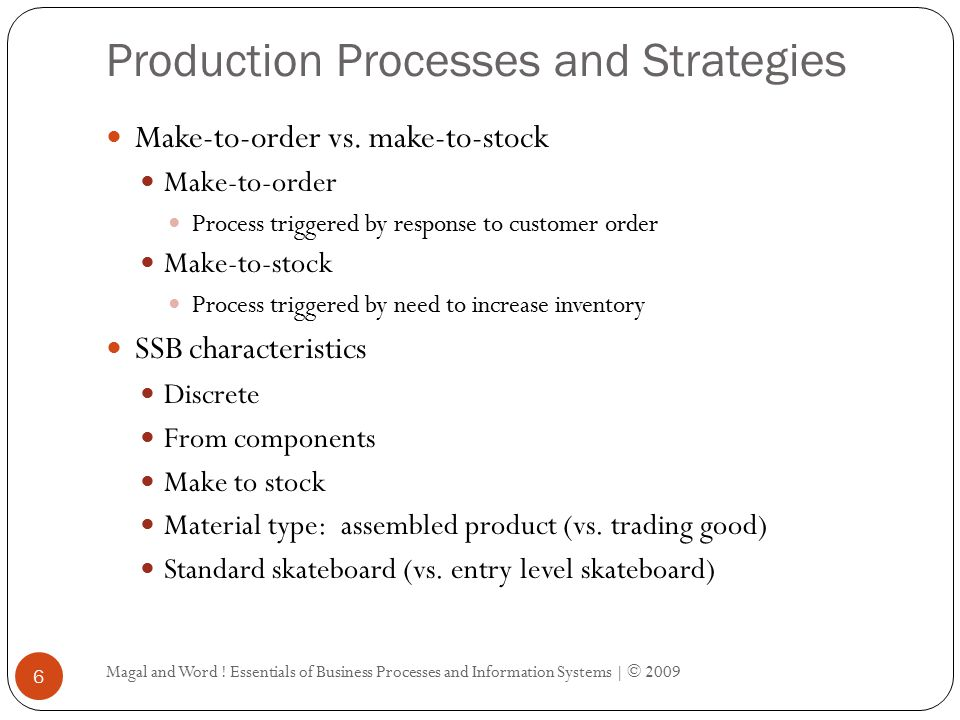 Production Processes and Strategies
Make-to-order vs. make-to-stock
Make-to-order
Process triggered by response to customer order
Make-to-stock
Process triggered by need to increase inventory
SSB characteristics
Discrete
From components
Make to stock
Material type:  assembled product (vs. trading good)
Standard skateboard (vs. entry level skateboard)
6
Magal and Word ! Essentials of Business Processes and Information Systems | © 2009